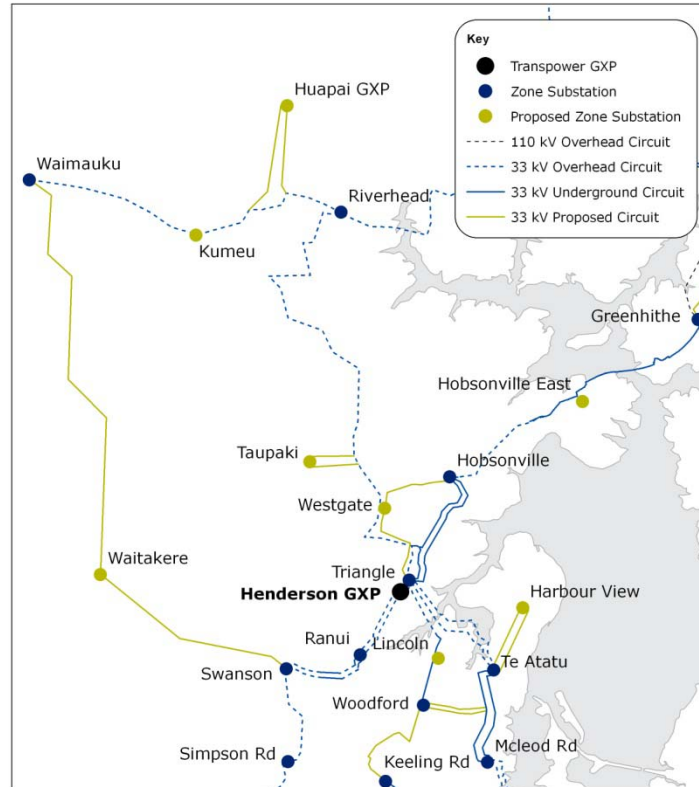 Key
Transpower GXP
Zone Substation
Proposed Zone Substation
110 kV Overhead Circuit
33 kV Overhead Circuit
33 kV Underground Circuit
33 kV Proposed Circuit
Huapai GXP
Waimauku
Riverhead
Kumeu
Greenhithe
Hobsonville East
Taupaki
Hobsonville
Westgate
Waitakere
Triangle
Henderson GXP
Harbour View
Ranui
Lincoln
Swanson
Te Atatu
Woodford
Simpson Rd
Keeling Rd
Mcleod Rd